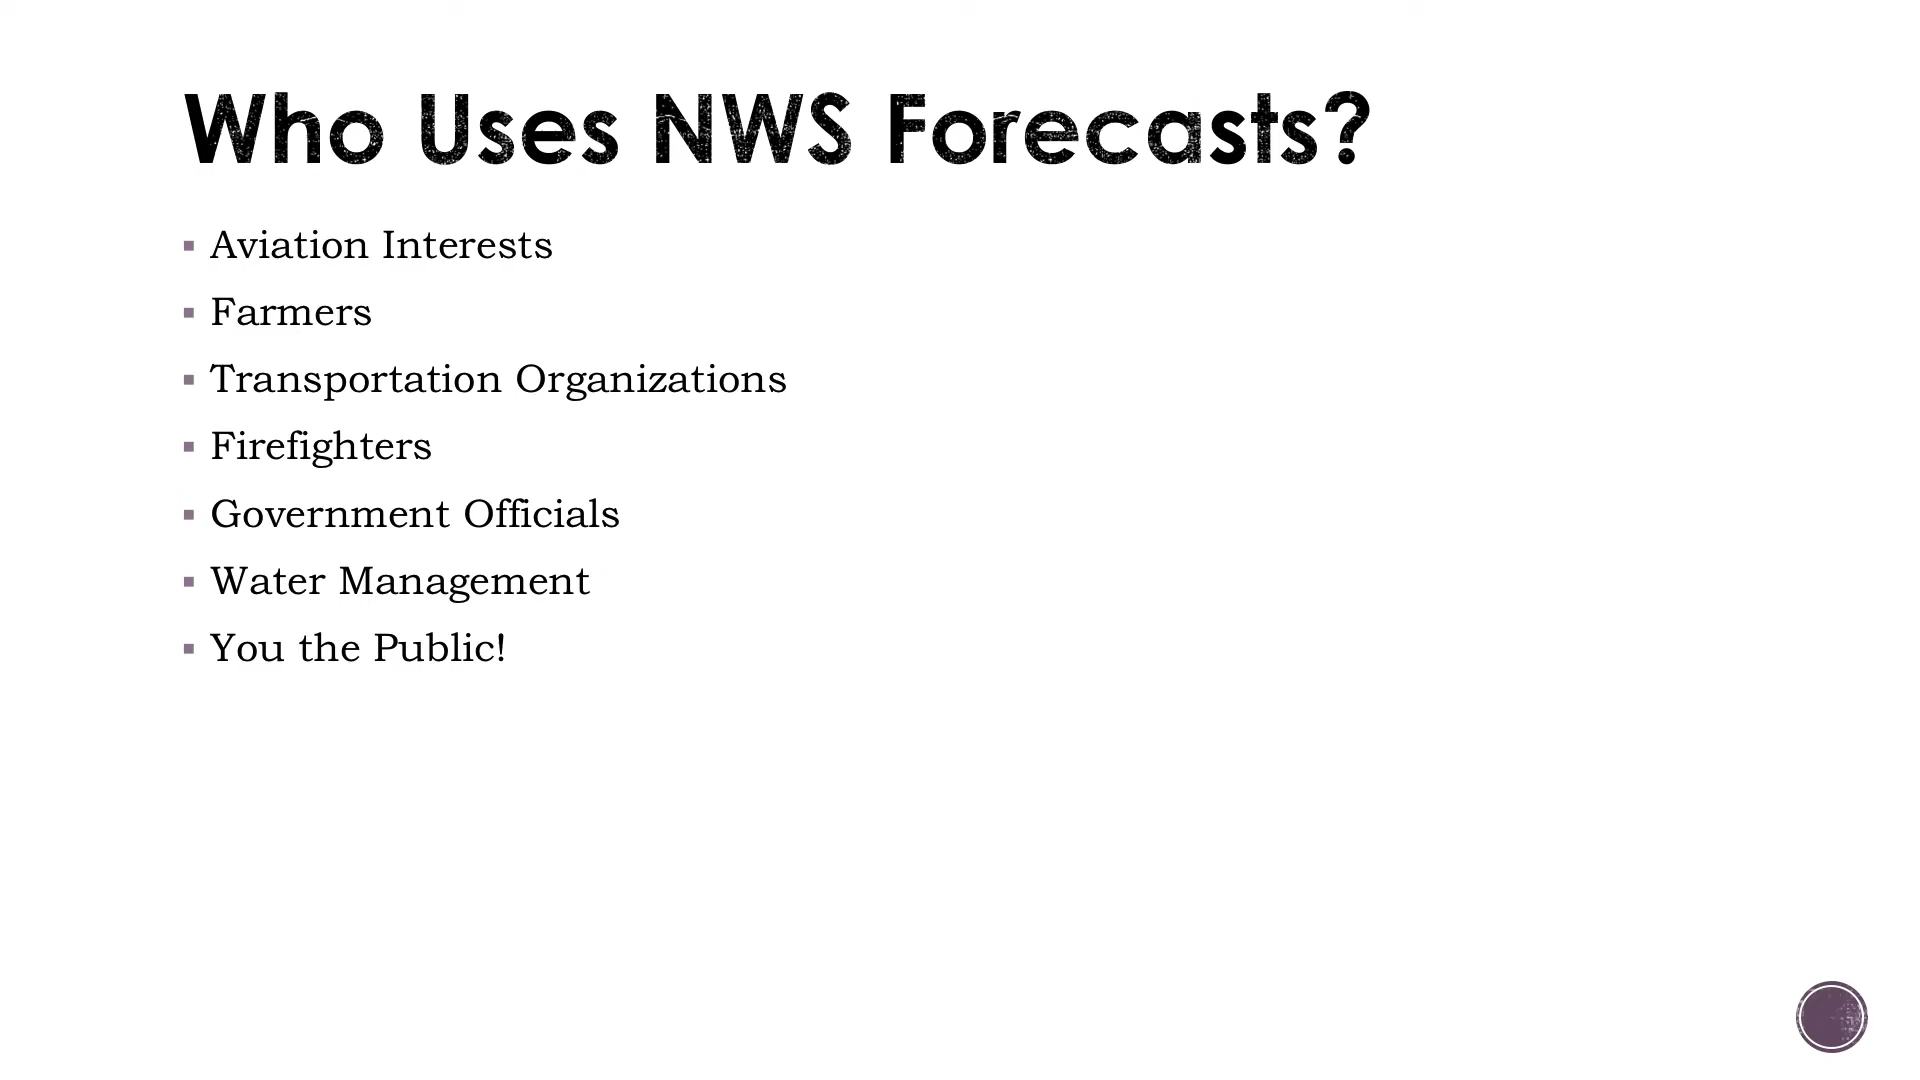 Who Uses NWS Forecasts?
Aviation Interests
Farmers
Transportation Organizations
Firefighters
Government Officials
Water Management
You the Public!